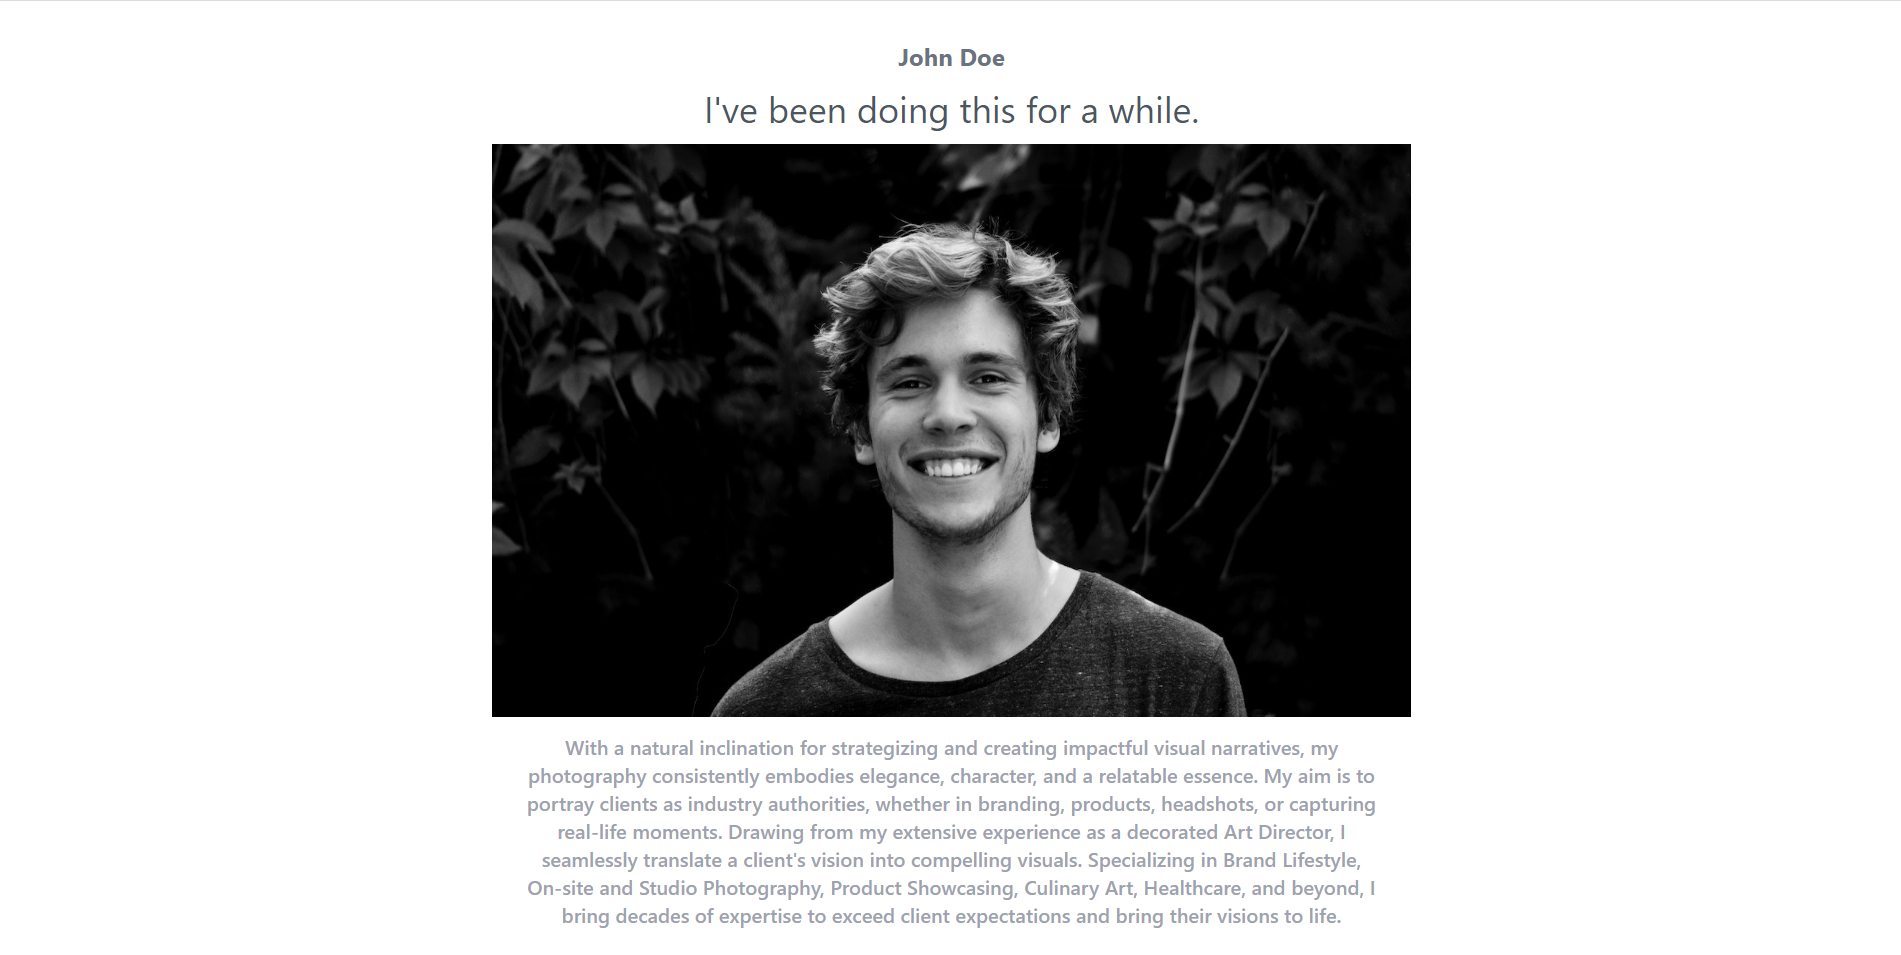 John Doe
I've been doing this for a while.
With a natural inclination for strategizing and creating impactful visual narratives, my
photography consistently embodies elegance, character, and a relatable essence. My aim is to
portray clients as industry authorities, whether in branding, products, headshots, or capturing
real-life moments. Drawing from my extensive experience as a decorated Art Director, I
seamlessly translate a client's vision into compelling visuals. Specializing in Brand Lifestyle,
On-site and Studio Photography, Product Showcasing, Culinary Art, Healthcare, and beyond, I
bring decades of expertise to exceed client expectations and bring their visions to life.